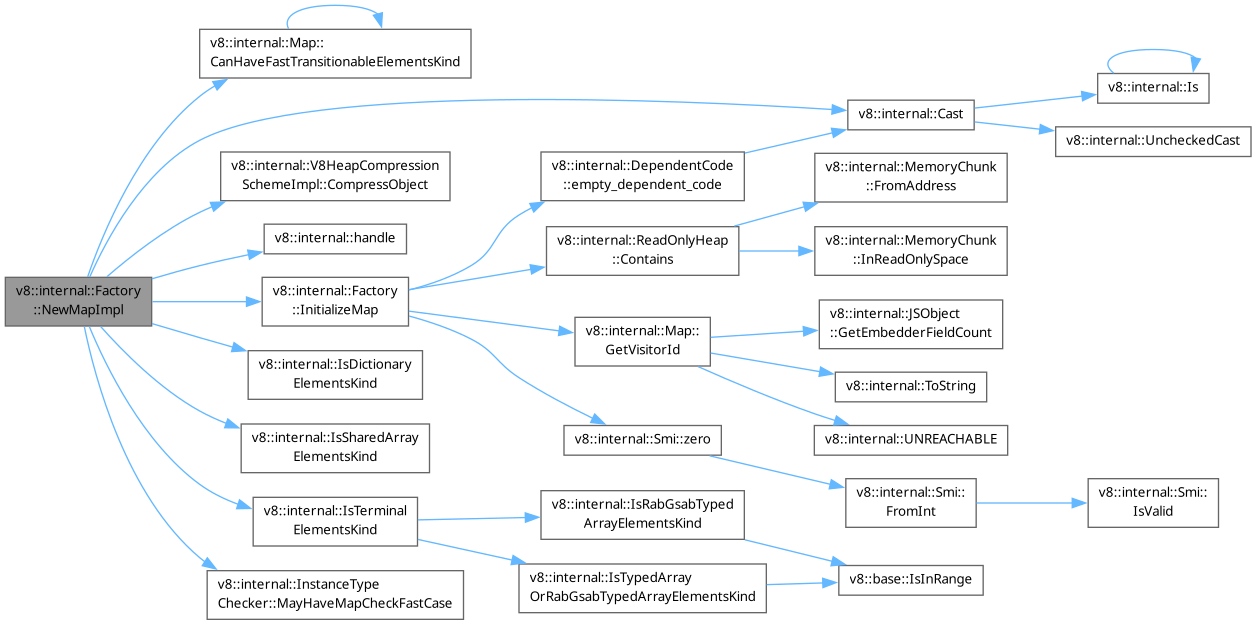 v8::internal::Factory
::NewMapImpl
v8::internal::Map::
CanHaveFastTransitionableElementsKind
v8::internal::V8HeapCompression
SchemeImpl::CompressObject
v8::internal::handle
v8::internal::Factory
::InitializeMap
v8::internal::IsDictionary
ElementsKind
v8::internal::IsSharedArray
ElementsKind
v8::internal::IsTerminal
ElementsKind
v8::internal::InstanceType
Checker::MayHaveMapCheckFastCase
v8::internal::DependentCode
::empty_dependent_code
v8::internal::ReadOnlyHeap
::Contains
v8::internal::Map::
GetVisitorId
v8::internal::Smi::zero
v8::internal::IsRabGsabTyped
ArrayElementsKind
v8::internal::IsTypedArray
OrRabGsabTypedArrayElementsKind
v8::internal::Cast
v8::internal::MemoryChunk
::FromAddress
v8::internal::MemoryChunk
::InReadOnlySpace
v8::internal::JSObject
::GetEmbedderFieldCount
v8::internal::ToString
v8::internal::UNREACHABLE
v8::internal::Smi::
FromInt
v8::base::IsInRange
v8::internal::Is
v8::internal::UncheckedCast
v8::internal::Smi::
IsValid